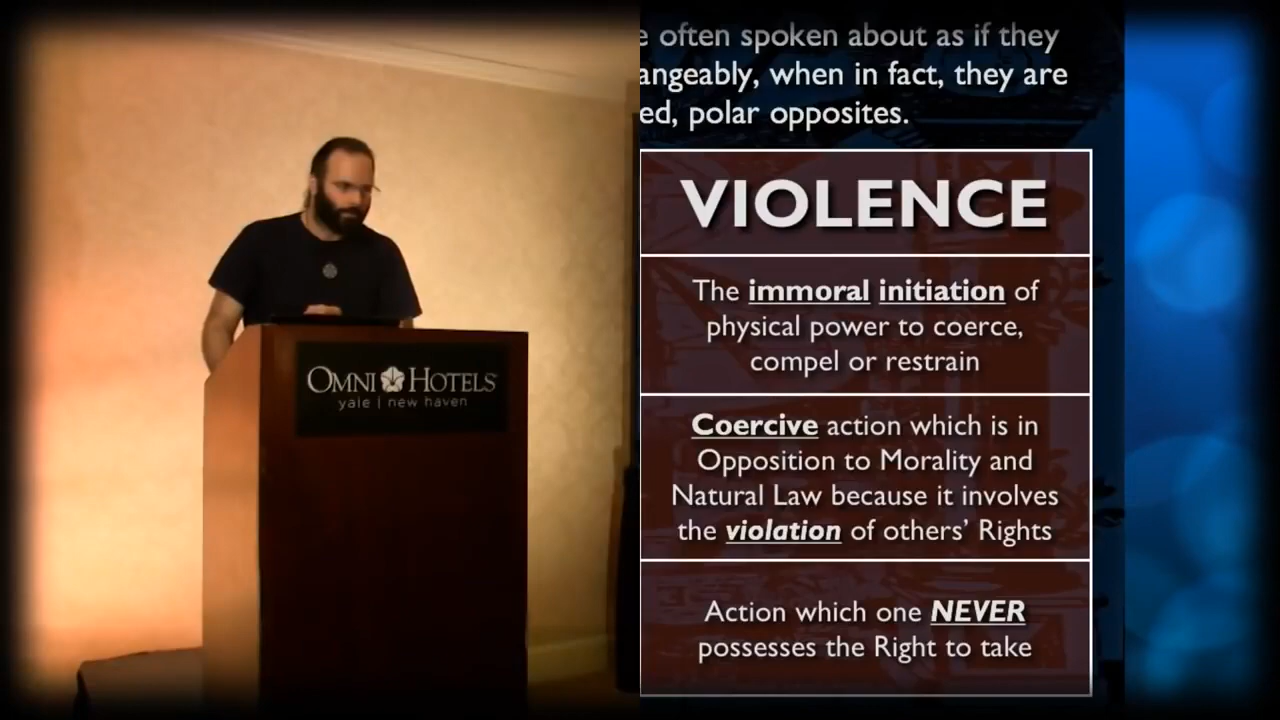 OMNI HOTELS
yale | new haven
often spoken about as if they
angeably, when in fact, they are
ed, polar opposites.
VIOLENCE
The immoral initiation of
physical power to coerce,
compel or restrain
Coercive action which is in
Opposition to Morality and
Natural Law because it involves
the violation of others' Rights
Action which one NEVER
possesses the Right to take